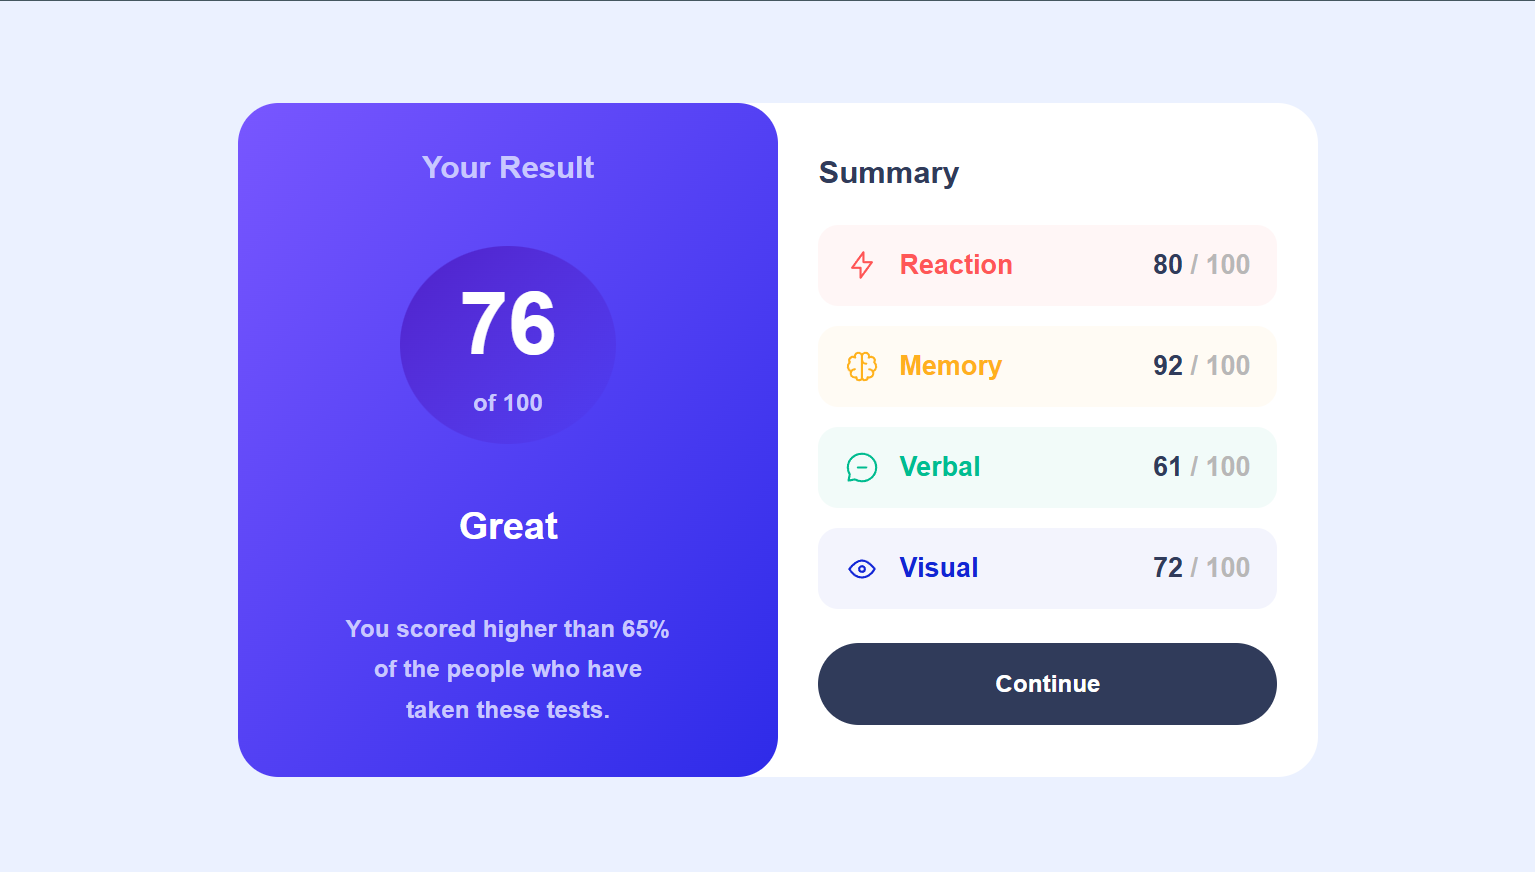 Your Result
76
of 100
Great
You scored higher than 65%
of the people who have
taken these tests.
Summary
Reaction 80 / 100
Memory 92 / 100
Verbal 61 / 100
Visual 72 / 100
Continue